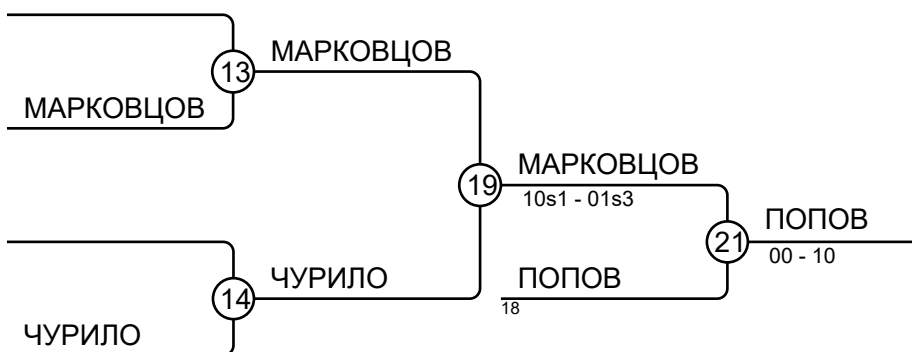 МАРКОВЦОВ
13
МАРКОВЦОВ
МАРКОВЦОВ
19
10s1 - 01s3
ПОПОВ
21
00 - 10
ЧУРИЛО
ПОПОВ
14
18
ЧУРИЛО